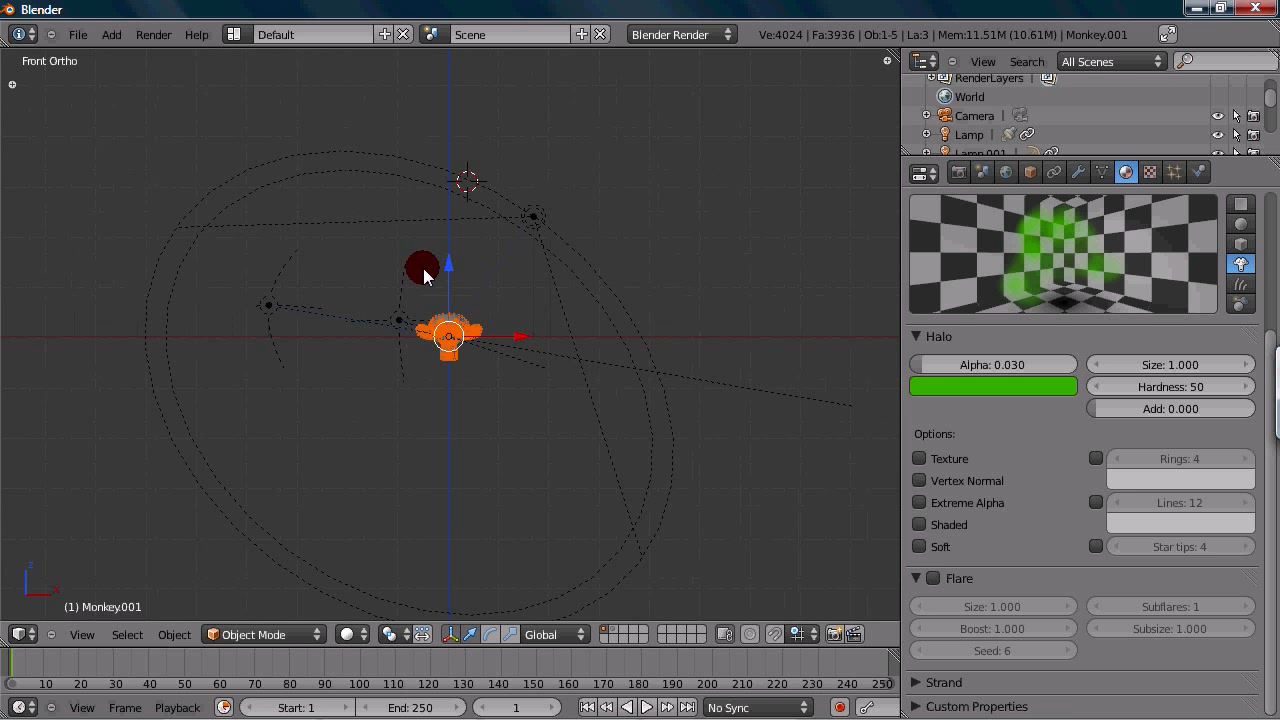 Blender
File Add Render Help Default Scene Blender Render Ve:4024 | Fa:3936 | Ob:1-5 | La:3 | Mem:11.51M (10.61M) | Monkey.001
Front Ortho
View Search All Scenes
RenderLayers |
World
Camera |
Lamp |
Lamp.001 |
Halo
Alpha: 0.030 Size: 1.000
Hardness: 50
Add: 0.000
Options:
Texture Rings: 4
Vertex Normal
Extreme Alpha Lines: 12
Shaded
Soft Star tips: 4
Flare
Size: 1.000 Subflares: 1
Boost: 1.000 Subsize: 1.000
Seed: 6
Strand
Custom Properties
z
x
(1) Monkey.001
View Select Object Object Mode Global
0 10 20 30 40 50 60 70 80 90 100 110 120 130 140 150 160 170 180 190 200 210 220 230 240 250
View Frame Playback Start: 1 End: 250 1 No Sync